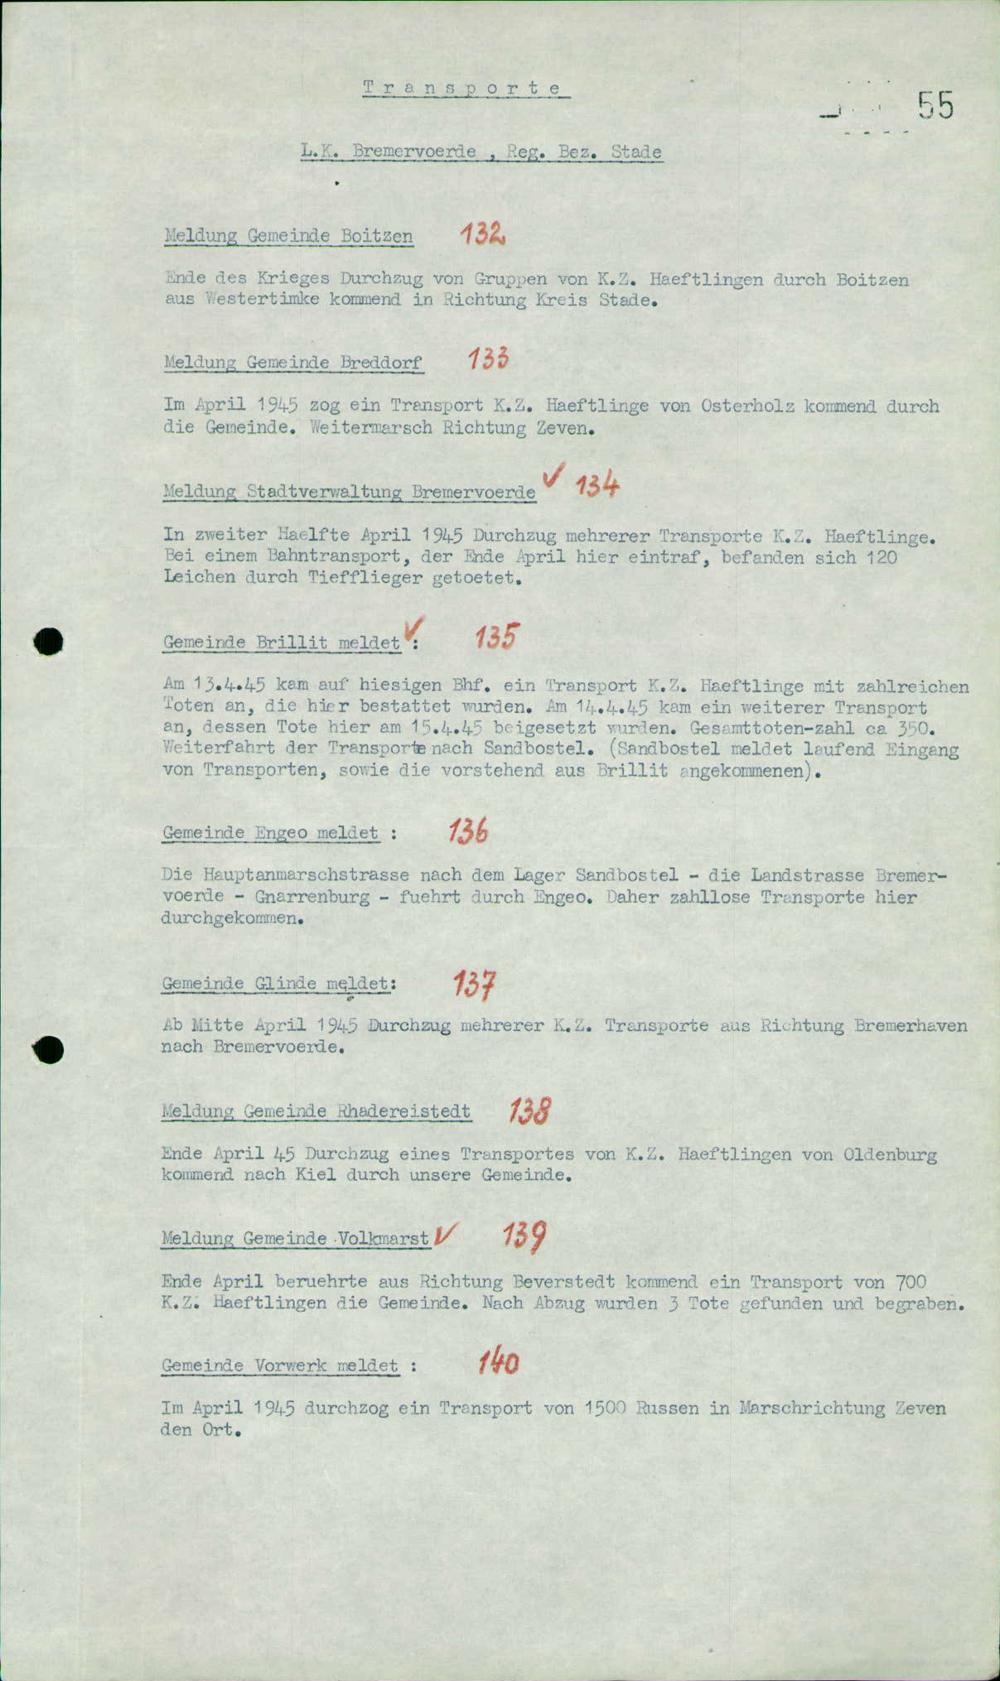 Transporte
55
L.K. Bremervoerde , Reg. Bez. Stade
Meldung Gemeinde Boitzen 132
Ende des Krieges Durchzug von Gruppen von K.Z. Haeftlingen durch Boitzen
aus Westertimke kommend in Richtung Kreis Stade.
Meldung Gemeinde Breddorf 133
Im April 1945 zog ein Transport K.Z. Haeftlinge von Osterholz kommend durch
die Gemeinde. Weitermarsch Richtung Zeven.
Meldung Stadtverwaltung Bremervoerde ✓ 134
In zweiter Haelfte April 1945 Durchzug mehrerer Transporte K.Z. Haeftlinge.
Bei einem Bahntransport, der Ende April hier eintraf, befanden sich 120
Leichen durch Tiefflieger getoetet.
Gemeinde Brillit meldet ✓: 135
Am 13.4.45 kam auf hiesigen Bhf. ein Transport K.Z. Haeftlinge mit zahlreichen
Toten an, die hier bestattet wurden. Am 14.4.45 kam ein weiterer Transport
an, dessen Tote hier am 15.4.45 beigesetzt wurden. Gesamttoten-zahl ca 350.
Weiterfahrt der Transporte nach Sandbostel. (Sandbostel meldet laufend Eingang
von Transporten, sowie die vorstehend aus Brillit angekommenen).
Gemeinde Engeo meldet : 136
Die Hauptanmarschstrasse nach dem Lager Sandbostel - die Landstrasse Bremer-
voerde - Gnarrenburg - fuehrt durch Engeo. Daher zahllose Transporte hier
durchgekommen.
Gemeinde Glinde meldet: 137
Ab Mitte April 1945 Durchzug mehrerer K.Z. Transporte aus Richtung Bremerhaven
nach Bremervoerde.
Meldung Gemeinde Rhadereistedt 138
Ende April 45 Durchzug eines Transportes von K.Z. Haeftlingen von Oldenburg
kommend nach Kiel durch unsere Gemeinde.
Meldung Gemeinde Volkmarst ✓ 139
Ende April beruehrte aus Richtung Beverstedt kommend ein Transport von 700
K.Z. Haeftlingen die Gemeinde. Nach Abzug wurden 3 Tote gefunden und begraben.
Gemeinde Vorwerk meldet : 140
Im April 1945 durchzog ein Transport von 1500 Russen in Marschrichtung Zeven
den Ort.